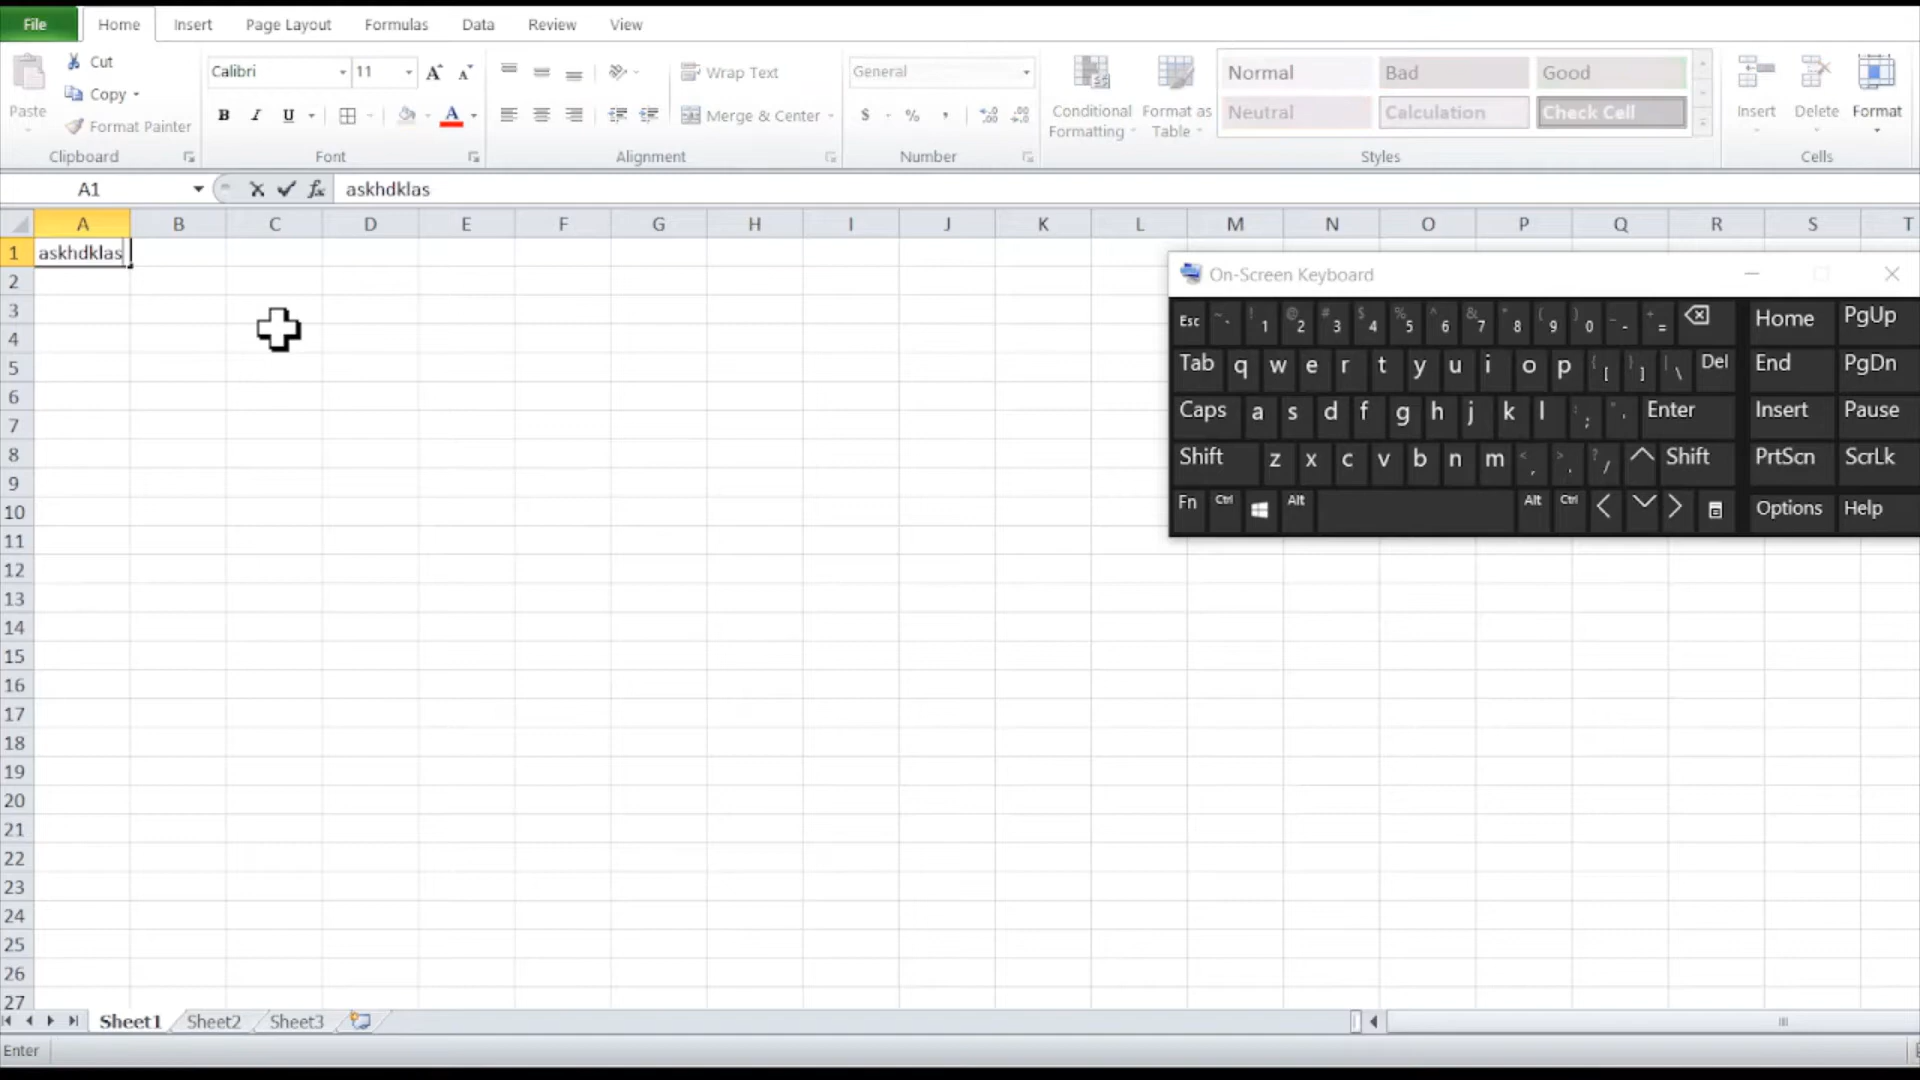 File Home Insert Page Layout Formulas Data Review View
Paste
Cut
Copy
Format Painter
Clipboard
Calibri 11 A A
B I U A
Font
Wrap Text
Merge & Center
Alignment
General
$ % ,
Number
Conditional Formatting
Format as Table
Normal Bad Good
Neutral Calculation Check Cell
Styles
Insert Delete Format
Cells
A1 fx askhdklas
A B C D E F G H I J K L M N O P Q R S T
1 askhdklas
2
3
4
5
6
7
8
9
10
11
12
13
14
15
16
17
18
19
20
21
22
23
24
25
26
27
On-Screen Keyboard
Esc ~ ` ! 1 @ 2 # 3 $ 4 % 5 ^ 6 & 7 * 8 ( 9 ) 0 _ - + = Home PgUp
Tab q w e r t y u i o p { [ } ] | \ Del End PgDn
Caps a s d f g h j k l : ; " ' Enter Insert Pause
Shift z x c v b n m < , > . ? / Shift PrtScn ScrLk
Fn Ctrl Alt Alt Ctrl Options Help
Sheet1 Sheet2 Sheet3
Enter